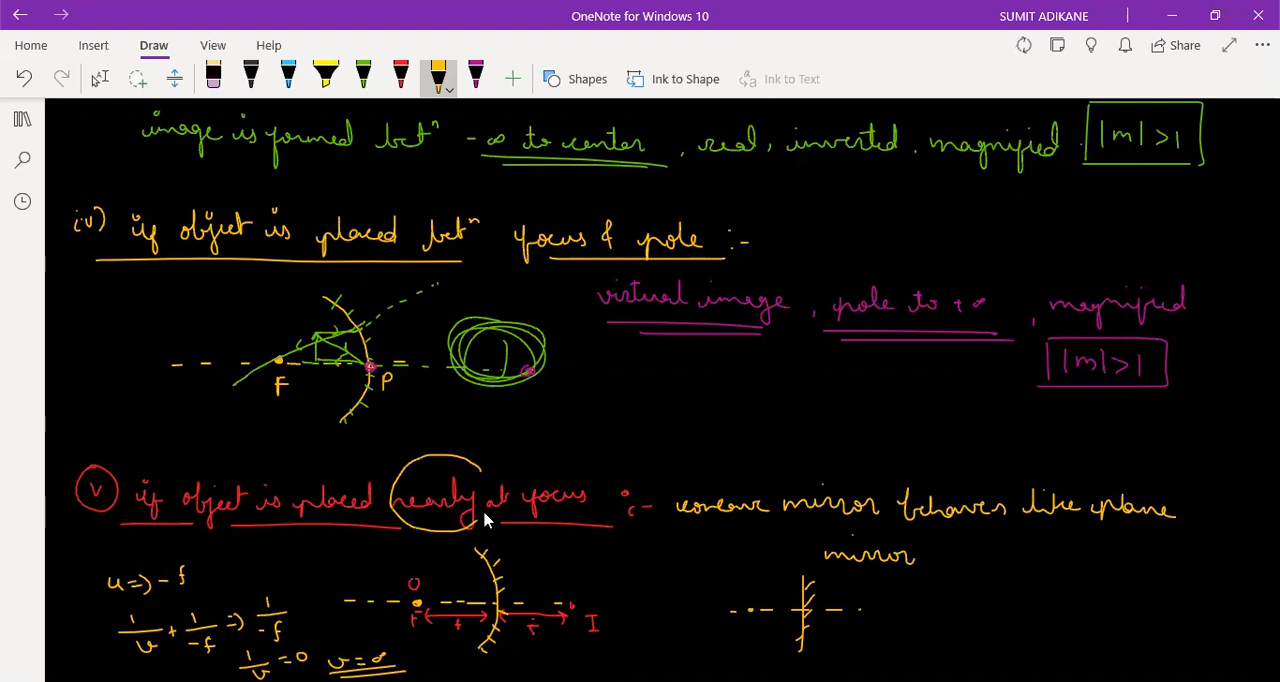 OneNote for Windows 10
SUMIT ADIKANE
Home Insert Draw View Help
Share
Shapes Ink to Shape Ink to Text
image is formed betⁿ -∞ to center, real, inverted, magnified. |m|>1
iv) if object is placed betⁿ focus & pole :-
virtual image, pole to +∞, magnified
|m|>1
F P
v if object is placed nearly at focus :- concave mirror behaves like plane
mirror
u => -f
O
F f f I
1/v + 1/-f => 1/-f
1/v = 0 v = ∞